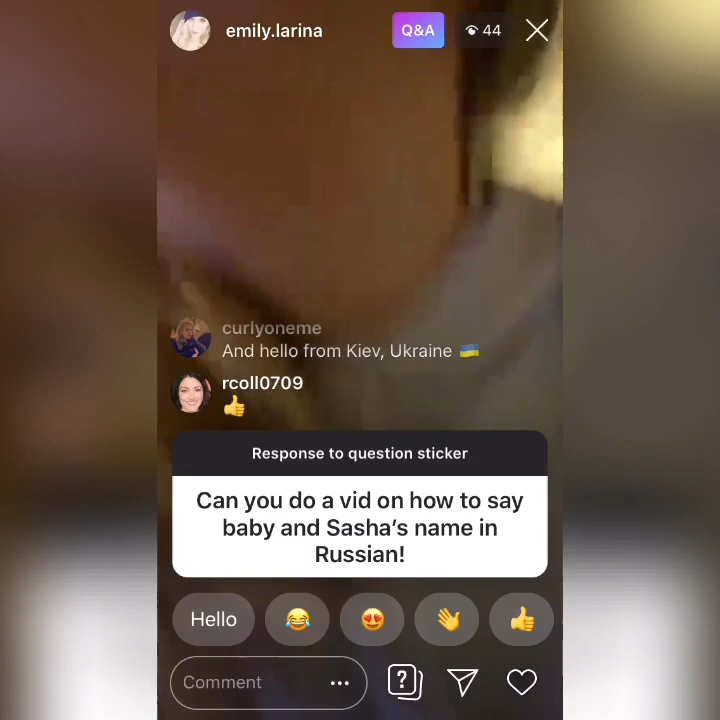 emily.larina
Q&A
44
curlyoneme
And hello from Kiev, Ukraine 🇺🇦
rcoll0709
👍
Response to question sticker
Can you do a vid on how to say
baby and Sasha's name in
Russian!
Hello 😂 😍 👋 👍
Comment